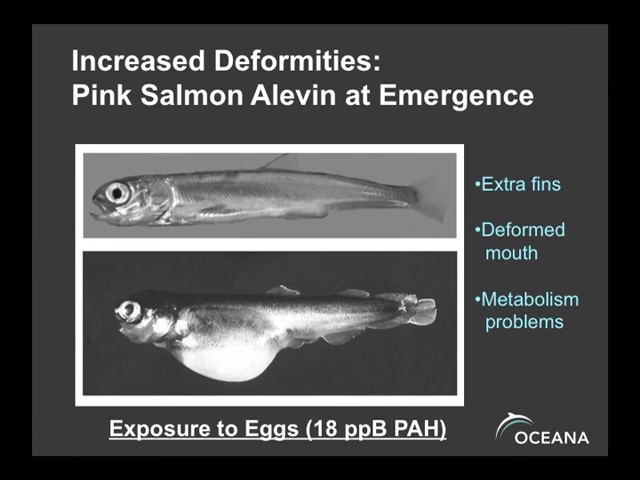 Increased Deformities:
Pink Salmon Alevin at Emergence
•Extra fins
•Deformed
mouth
•Metabolism
problems
Exposure to Eggs (18 ppB PAH)
OCEANA